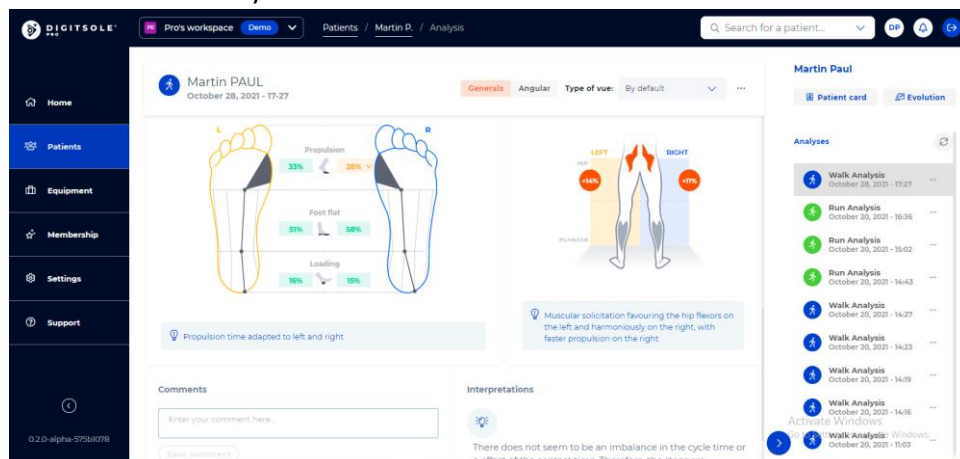 DIGITSOLE®
PRO
Pro's workspace Demo
Patients / Martin P. / Analysis
Search for a patient...
DP
Home
Patients
Equipment
Membership
Settings
Support
0.2.0-alpha-575b1078
Martin PAUL
October 28, 2021 - 17-27
Generals Angular Type of vue: By default
L R
Propulsion
33% 28%
Foot flat
51% 58%
Loading
16% 15%
Propulsion time adapted to left and right
LEFT RIGHT
HIP
+14% +11%
PLANTAR
Muscular solicitation favouring the hip flexors on
the left and harmoniously on the right, with
faster propulsion on the right
Comments
Enter your comment here...
Save comment
Interpretations
There does not seem to be an imbalance in the cycle time or
Martin Paul
Patient card Evolution
Analyses
Walk Analysis
October 28, 2021 - 17:27
Run Analysis
October 20, 2021 - 16:36
Run Analysis
October 20, 2021 - 15:02
Run Analysis
October 20, 2021 - 14:43
Walk Analysis
October 20, 2021 - 14:27
Walk Analysis
October 20, 2021 - 14:23
Walk Analysis
October 20, 2021 - 14:19
Walk Analysis
October 20, 2021 - 14:16
Activate Windows
Walk Analysis
October 20, 2021 - 11:03